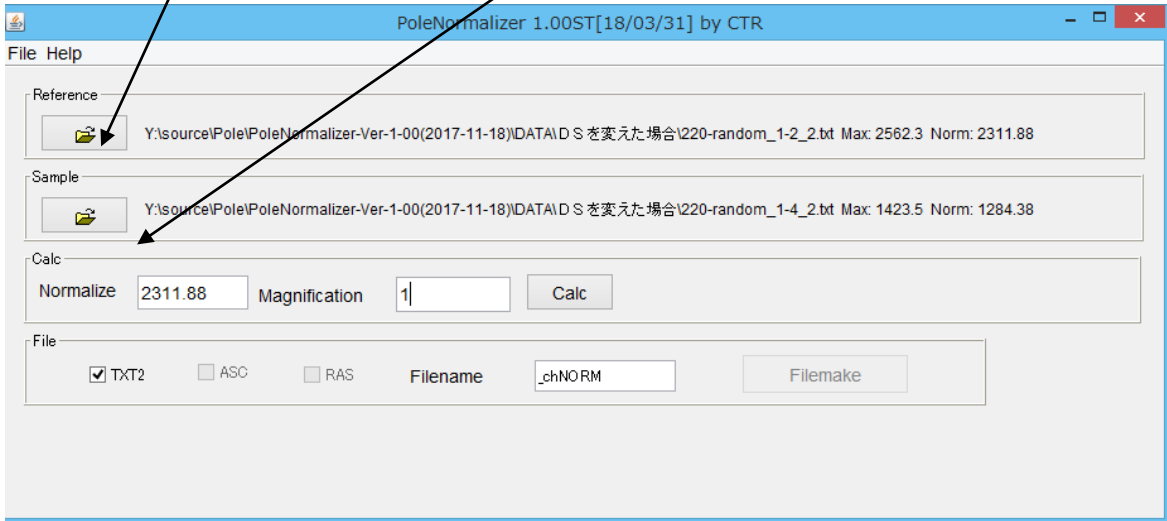 PoleNormalizer 1.00ST[18/03/31] by CTR
File Help
Reference
Y:\source\Pole\PoleNormalizer-Ver-1-00(2017-11-18)\DATA\ＤＳを変えた場合\220-random_1-2_2.txt Max: 2562.3 Norm: 2311.88
Sample
Y:\source\Pole\PoleNormalizer-Ver-1-00(2017-11-18)\DATA\ＤＳを変えた場合\220-random_1-4_2.txt Max: 1423.5 Norm: 1284.38
Calc
Normalize 2311.88 Magnification 1 Calc
File
TXT2 ASC RAS Filename _chNORM Filemake